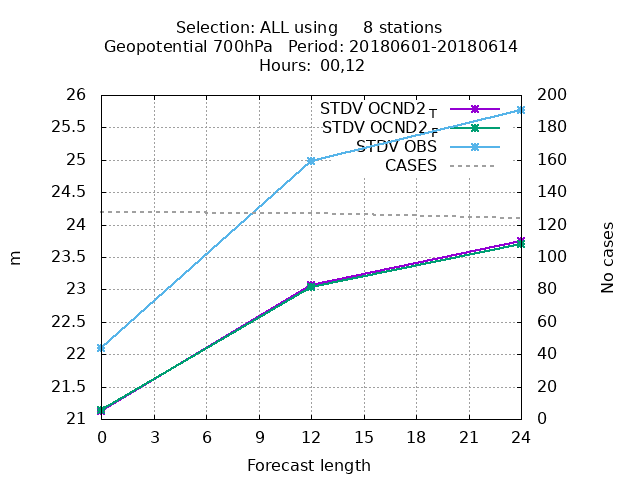 Selection: ALL using 8 stations
Geopotential 700hPa Period: 20180601-20180614
Hours: 00,12
26 200
STDV OCND2 T
25.5 180
STDV OCND2 F
STDV OBS
25 160
CASES
24.5 140
24 120
23.5 100
m
No cases
23 80
22.5 60
22 40
21.5 20
21 0
0 3 6 9 12 15 18 21 24
Forecast length